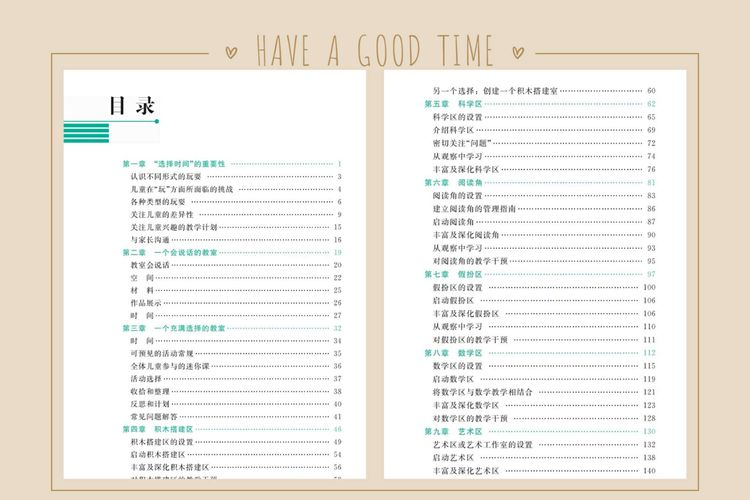 HAVE A GOOD TIME
目录
第一章 “选择时间”的重要性 1
认识不同形式的玩耍 3
儿童在“玩”方面所面临的挑战 4
各种类型的玩耍 6
关注儿童的差异性 9
关注儿童兴趣的教学计划 15
与家长沟通 16
第二章 一个会说话的教室 19
教室会说话 20
空 间 22
材 料 25
作品展示 26
时 间 27
第三章 一个充满选择的教室 32
时 间 34
可预见的活动常规 35
全体儿童参与的迷你课 36
活动选择 37
收拾和整理 38
反思和计划 40
常见问题解答 41
第四章 积木搭建区 46
积木搭建区的设置 49
启动积木搭建区 54
丰富及深化积木搭建区 56
另一个选择：创建一个积木搭建室 60
第五章 科学区 62
科学区的设置 65
介绍科学区 69
密切关注“问题” 72
从观察中学习 74
丰富及深化科学区 76
第六章 阅读角 81
阅读角的设置 83
建立阅读角的管理指南 86
启动阅读角 87
丰富及深化阅读角 90
从观察中学习 93
对阅读角的教学干预 95
第七章 假扮区 97
假扮区的设置 100
启动假扮区 106
丰富及深化假扮区 106
从观察中学习 110
对假扮区的教学干预 111
第八章 数学区 112
数学区的设置 115
启动数学区 119
将数学区与数学教学相结合 121
丰富及深化数学区 123
对数学区的教学干预 128
第九章 艺术区 130
艺术区或艺术工作室的设置 132
启动艺术区 138
丰富及深化艺术区 140